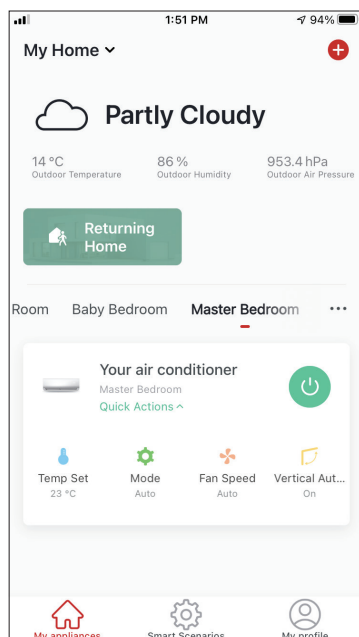 1:51 PM
94%
My Home
Partly Cloudy
14 °C 86 % 953.4 hPa
Outdoor Temperature Outdoor Humidity Outdoor Air Pressure
Returning
Home
Room Baby Bedroom Master Bedroom ...
Your air conditioner
Master Bedroom
Quick Actions
Temp Set Mode Fan Speed Vertical Aut...
23 °C Auto Auto On
My appliances Smart Scenarios My profile